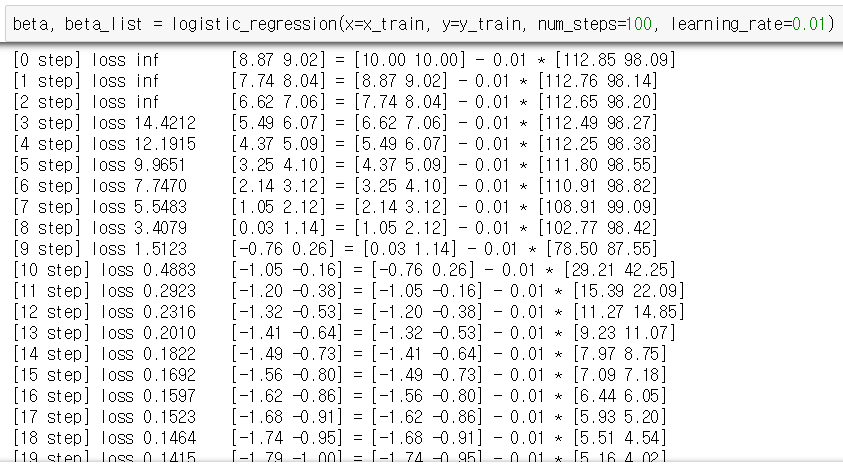 beta, beta_list = logistic_regression(x=x_train, y=y_train, num_steps=100, learning_rate=0.01)
[0 step] loss inf [8.87 9.02] = [10.00 10.00] - 0.01 * [112.85 98.09]
[1 step] loss inf [7.74 8.04] = [8.87 9.02] - 0.01 * [112.76 98.14]
[2 step] loss inf [6.62 7.06] = [7.74 8.04] - 0.01 * [112.65 98.20]
[3 step] loss 14.4212 [5.49 6.07] = [6.62 7.06] - 0.01 * [112.49 98.27]
[4 step] loss 12.1915 [4.37 5.09] = [5.49 6.07] - 0.01 * [112.25 98.38]
[5 step] loss 9.9651 [3.25 4.10] = [4.37 5.09] - 0.01 * [111.80 98.55]
[6 step] loss 7.7470 [2.14 3.12] = [3.25 4.10] - 0.01 * [110.91 98.82]
[7 step] loss 5.5483 [1.05 2.12] = [2.14 3.12] - 0.01 * [108.91 99.09]
[8 step] loss 3.4079 [0.03 1.14] = [1.05 2.12] - 0.01 * [102.77 98.42]
[9 step] loss 1.5123 [-0.76 0.26] = [0.03 1.14] - 0.01 * [78.50 87.55]
[10 step] loss 0.4883 [-1.05 -0.16] = [-0.76 0.26] - 0.01 * [29.21 42.25]
[11 step] loss 0.2923 [-1.20 -0.38] = [-1.05 -0.16] - 0.01 * [15.39 22.09]
[12 step] loss 0.2316 [-1.32 -0.53] = [-1.20 -0.38] - 0.01 * [11.27 14.85]
[13 step] loss 0.2010 [-1.41 -0.64] = [-1.32 -0.53] - 0.01 * [9.23 11.07]
[14 step] loss 0.1822 [-1.49 -0.73] = [-1.41 -0.64] - 0.01 * [7.97 8.75]
[15 step] loss 0.1692 [-1.56 -0.80] = [-1.49 -0.73] - 0.01 * [7.09 7.18]
[16 step] loss 0.1597 [-1.62 -0.86] = [-1.56 -0.80] - 0.01 * [6.44 6.05]
[17 step] loss 0.1523 [-1.68 -0.91] = [-1.62 -0.86] - 0.01 * [5.93 5.20]
[18 step] loss 0.1464 [-1.74 -0.95] = [-1.68 -0.91] - 0.01 * [5.51 4.54]
[19 step] loss 0.1415 [-1.79 -1.00] = [-1.74 -0.95] - 0.01 * [5.16 4.02]